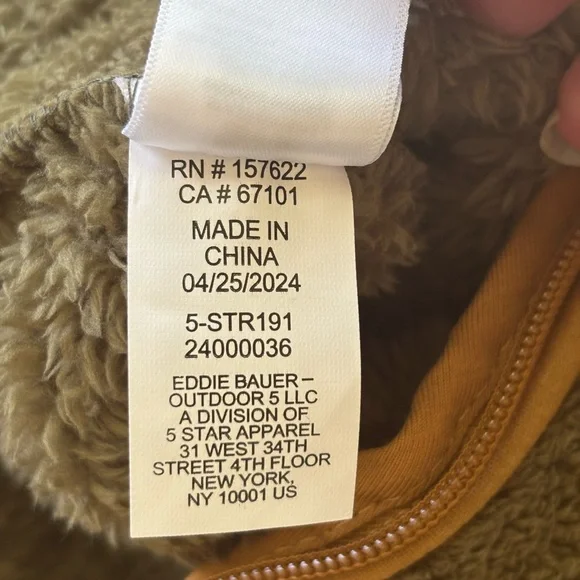 RN # 157622
CA # 67101
MADE IN
CHINA
04/25/2024
5-STR191
24000036
EDDIE BAUER –
OUTDOOR 5 LLC
A DIVISION OF
5 STAR APPAREL
31 WEST 34TH
STREET 4TH FLOOR
NEW YORK,
NY 10001 US